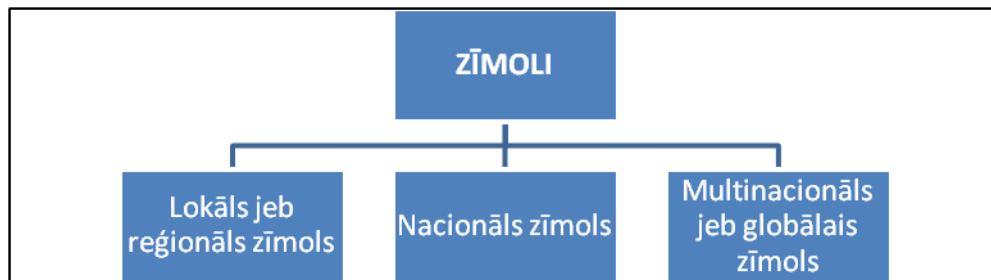 ZĪMOLI
Lokāls jeb
reģionāls zīmols
Nacionāls zīmols
Multinacionāls
jeb globālais
zīmols